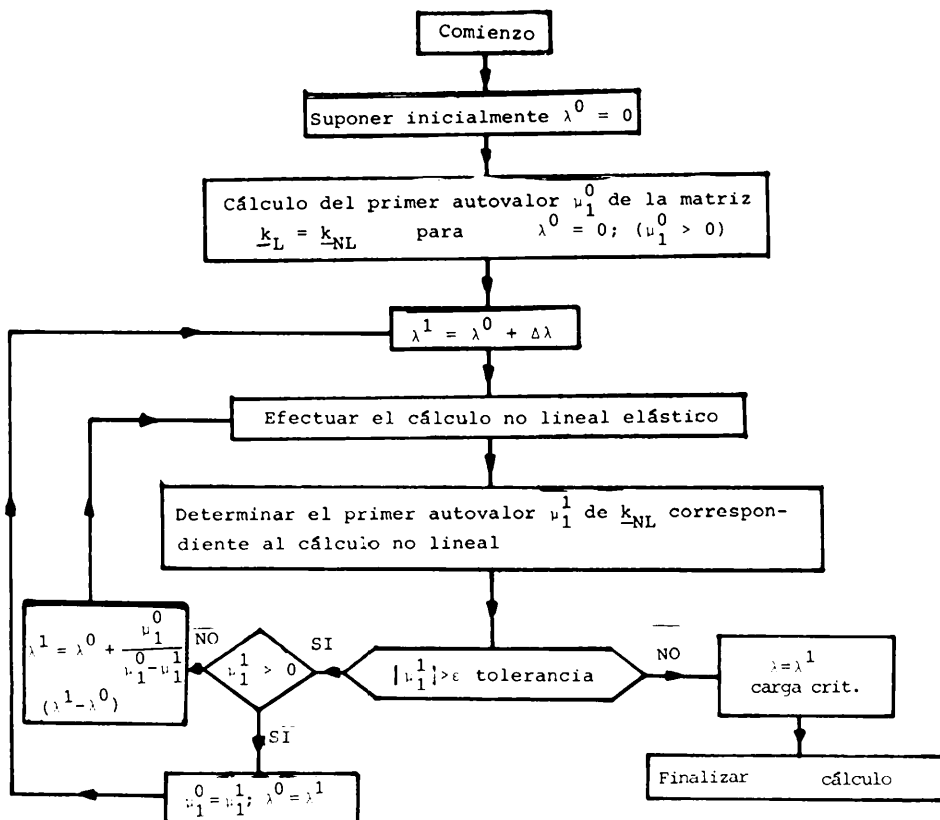 Comienzo
Suponer inicialmente λ⁰ = 0
Cálculo del primer autovalor μ₁⁰ de la matriz
k_L = k_NL para λ⁰ = 0; (μ₁⁰ > 0)
λ¹ = λ⁰ + Δλ
Efectuar el cálculo no lineal elástico
Determinar el primer autovalor μ₁¹ de k_NL correspon-
diente al cálculo no lineal
|μ₁¹|>ε tolerancia
SI
NO
μ₁¹ > 0
NO
SI
λ¹ = λ⁰ + μ₁⁰/(μ₁⁰-μ₁¹)
(λ¹-λ⁰)
μ₁⁰=μ₁¹; λ⁰=λ¹
λ=λ¹
carga crit.
Finalizar cálculo